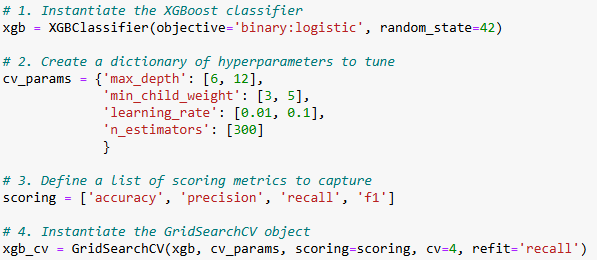 # 1. Instantiate the XGBoost classifier
xgb = XGBClassifier(objective='binary:logistic', random_state=42)
# 2. Create a dictionary of hyperparameters to tune
cv_params = {'max_depth': [6, 12],
'min_child_weight': [3, 5],
'learning_rate': [0.01, 0.1],
'n_estimators': [300]
}
# 3. Define a list of scoring metrics to capture
scoring = ['accuracy', 'precision', 'recall', 'f1']
# 4. Instantiate the GridSearchCV object
xgb_cv = GridSearchCV(xgb, cv_params, scoring=scoring, cv=4, refit='recall')